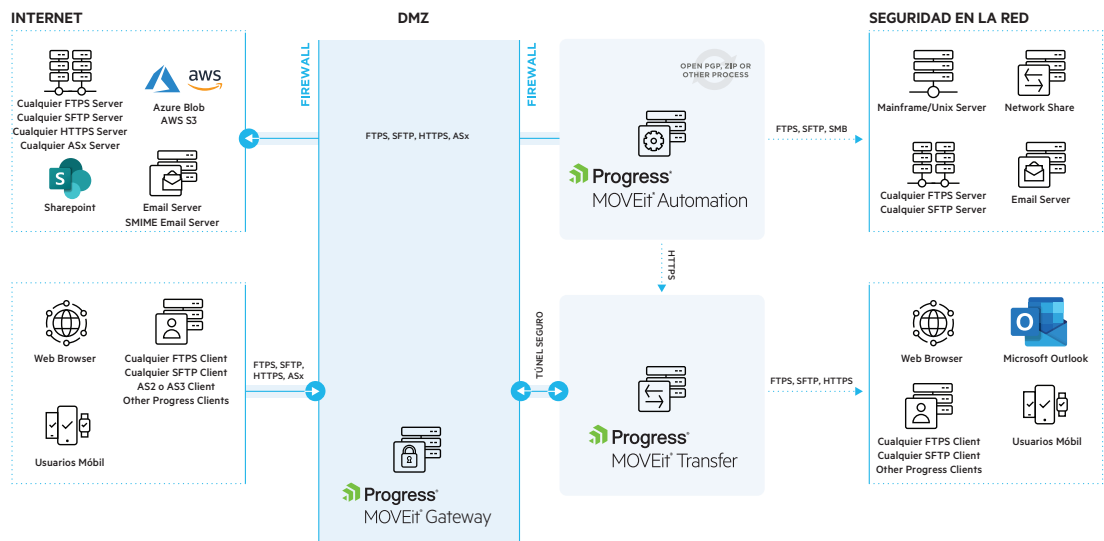 INTERNET
DMZ
SEGURIDAD EN LA RED
FIREWALL
FIREWALL
Cualquier FTPS Server
Cualquier SFTP Server
Cualquier HTTPS Server
Cualquier ASx Server
aws
Azure Blob
AWS S3
S
Sharepoint
Email Server
SMIME Email Server
FTPS, SFTP, HTTPS, ASx
OPEN PGP, ZIP OR
OTHER PROCESS
Progress®
MOVEit® Automation
FTPS, SFTP, SMB
Mainframe/Unix Server
Network Share
Cualquier FTPS Server
Cualquier SFTP Server
Email Server
HTTPS
Web Browser
Cualquier FTPS Client
Cualquier SFTP Client
AS2 o AS3 Client
Other Progress Clients
Usuarios Móbil
FTPS, SFTP,
HTTPS, ASx
TÚNEL SEGURO
Progress®
MOVEit® Gateway
Progress®
MOVEit® Transfer
FTPS, SFTP, HTTPS
Web Browser
O
Microsoft Outlook
Cualquier FTPS Client
Cualquier SFTP Client
Other Progress Clients
Usuarios Móbil